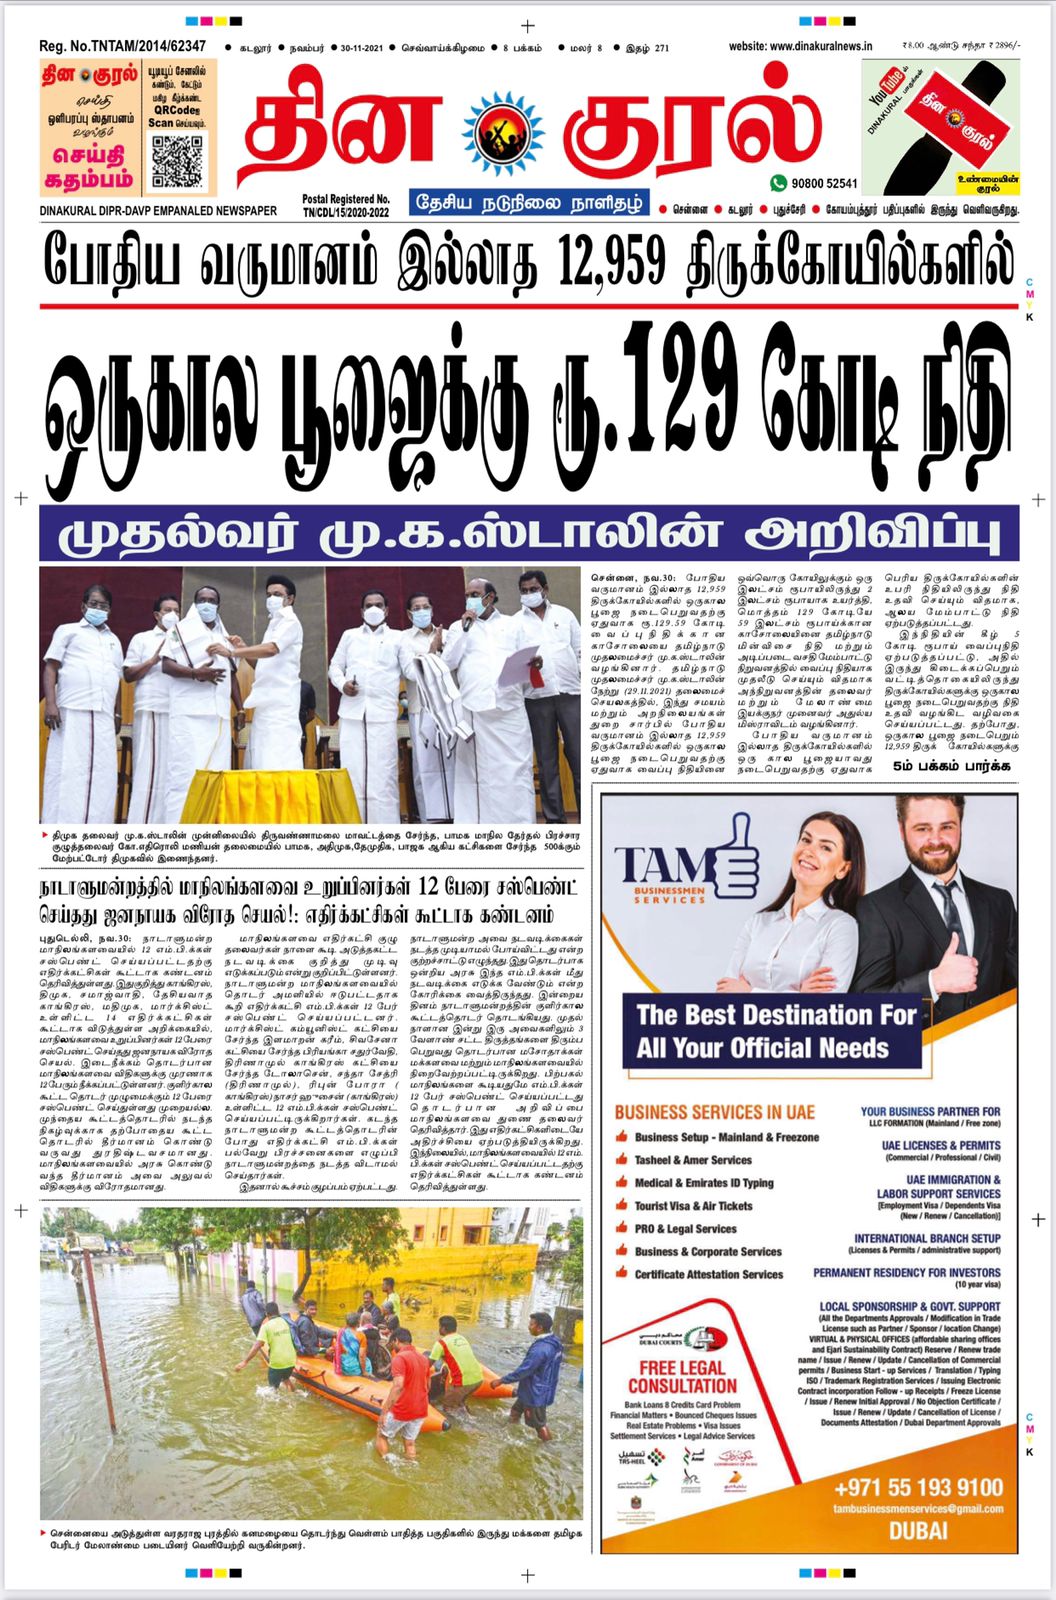 Reg. No.TNTAM/2014/62347
• கடலூர் • நவம்பர் • 30-11-2021 • செவ்வாய்க்கிழமை • 8 பக்கம் • மலர் 8 • இதழ் 271
website: www.dinakuralnews.in
₹8.00 ஆண்டு சந்தா ₹ 2896/-
தின குரல்
செய்தி
ஒளிபரப்பு ஸ்தாபனம்
வழங்கும்
செய்தி
கதம்பம்
யூடியூப் சேனலில்
கண்டும், கேட்டும்
மகிழ கீழ்கண்ட
QRCodeஐ
Scan செய்யவும்.
தின குரல்
YouTube ல்
DINAKURAL பாருங்கள்
தின குரல்
உண்மையின்
குரல்
90800 52541
DINAKURAL DIPR-DAVP EMPANALED NEWSPAPER
Postal Registered No.
TN/CDL/15/2020-2022
தேசிய நடுநிலை நாளிதழ்
• சென்னை • கடலூர் • புதுச்சேரி • கோயம்புத்தூர் பதிப்புகளில் இருந்து வெளிவருகிறது.
போதிய வருமானம் இல்லாத 12,959 திருக்கோயில்களில்
ஒருகால பூஜைக்கு ரூ.129 கோடி நிதி
முதல்வர் மு.க.ஸ்டாலின் அறிவிப்பு
சென்னை, நவ.30: போதிய
வருமானம் இல்லாத 12,959
திருக்கோயில்களில் ஒருகால
பூஜை நடைபெறுவதற்கு
ஏதுவாக ரூ.129.59 கோடி
வைப்புநிதிக்கான
காசோலையை தமிழ்நாடு
முதலமைச்சர் மு.க.ஸ்டாலின்
வழங்கினார். தமிழ்நாடு
முதலமைச்சர் மு.க.ஸ்டாலின்
நேற்று (29.11.2021) தலைமைச்
செயலகத்தில், இந்து சமயம்
மற்றும் அறநிலையங்கள்
துறை சார்பில் போதிய
வருமானம் இல்லாத 12,959
திருக்கோயில்களில் ஒருகால
பூஜை நடைபெறுவதற்கு
ஏதுவாக வைப்பு நிதியினை
ஒவ்வொரு கோயிலுக்கும் ஒரு
இலட்சம் ரூபாயிலிருந்து 2
இலட்சம் ரூபாயாக உயர்த்தி,
மொத்தம் 129 கோடியே
59 இலட்சம் ரூபாய்க்கான
காசோலையினை தமிழ்நாடு
மின்விசை நிதி மற்றும்
அடிப்படை வசதி மேம்பாட்டு
நிறுவனத்தில் வைப்பு நிதியாக
முதலீடு செய்யும் விதமாக
அந்நிறுவனத்தின் தலைவர்
மற்றும் மேலாண்மை
இயக்குநர் முனைவர் அதுல்ய
மிஸ்ராவிடம் வழங்கினார்.
போதிய வருமானம்
இல்லாத திருக்கோயில்களில்
ஒரு கால பூஜையாவது
நடைபெறுவதற்கு ஏதுவாக
பெரிய திருக்கோயில்களின்
உபரி நிதியிலிருந்து நிதி
உதவி செய்யும் விதமாக,
ஆலய மேம்பாட்டு நிதி
ஏற்படுத்தப்பட்டது.
இந்நிதியின் கீழ் 5
கோடி ரூபாய் வைப்புநிதி
ஏற்படுத்தப்பட்டு, அதில்
இருந்து கிடைக்கப்பெறும்
வட்டித்தொகையிலிருந்து
திருக்கோயில்களுக்கு ஒருகால
பூஜை நடைபெறுவதற்கு நிதி
உதவி வழங்கிட வழிவகை
செய்யப்பட்டது. தற்போது,
ஒருகால பூஜை நடைபெறும்
12,959 திருக் கோயில்களுக்கு
5ம் பக்கம் பார்க்க
திமுக தலைவர் மு.க.ஸ்டாலின் முன்னிலையில் திருவண்ணாமலை மாவட்டத்தை சேர்ந்த, பாமக மாநில தேர்தல் பிரச்சார
குழுத்தலைவர் கோ.எதிரொலி மணியன் தலைமையில் பாமக, அதிமுக,தேமுதிக, பாஜக ஆகிய கட்சிகளை சேர்ந்த 500க்கும்
மேற்பட்டோர் திமுகவில் இணைந்தனர்.
நாடாளுமன்றத்தில் மாநிலங்களவை உறுப்பினர்கள் 12 பேரை சஸ்பெண்ட்
செய்தது ஜனநாயக விரோத செயல்!: எதிர்க்கட்சிகள் கூட்டாக கண்டனம்
புதுடெல்லி, நவ.30: நாடாளுமன்ற
மாநிலங்களவையில் 12 எம்.பி.க்கள்
சஸ்பெண்ட் செய்யப்பட்டதற்கு
எதிர்க்கட்சிகள் கூட்டாக கண்டனம்
தெரிவித்துள்ளது. இதுகுறித்து காங்கிரஸ்,
திமுக, சமாஜ்வாதி, தேசியவாத
காங்கிரஸ், மதிமுக, மார்க்சிஸ்ட்
உள்ளிட்ட 14 எதிர்க்கட்சிகள்
கூட்டாக விடுத்துள்ள அறிக்கையில்,
மாநிலங்களவை உறுப்பினர்கள் 12 பேரை
சஸ்பெண்ட் செய்தது ஜனநாயக விரோத
செயல். இடைநீக்கம் தொடர்பான
மாநிலங்களவை விதிகளுக்கு முரணாக
12 பேரும் நீக்கப்பட்டுள்ளனர். குளிர்கால
கூட்ட தொடர் முழுமைக்கும் 12 பேரை
சஸ்பெண்ட் செய்துள்ளது முறையல்ல.
முந்தைய கூட்டத்தொடரில் நடந்த
நிகழ்வுக்காக தற்போதைய கூட்ட
தொடரில் தீர்மானம் கொண்டு
வருவது துரதிஷ்டவசமானது.
மாநிலங்களவையில் அரசு கொண்டு
வந்த தீர்மானம் அவை அலுவல்
விதிகளுக்கு விரோதமானது.
மாநிலங்களவை எதிர்கட்சி குழு
தலைவர்கள் நாளை கூடி அடுத்தகட்ட
நடவடிக்கை குறித்து முடிவு
எடுக்கப்படும் என்று குறிப்பிட்டுள்ளனர்.
நாடாளுமன்ற மாநிலங்களவையில்
தொடர் அமளியில் ஈடுபட்டதாக
கூறி எதிர்க்கட்சி எம்.பி.க்கள் 12 பேர்
சஸ்பெண்ட் செய்யப்பட்டனர்.
மார்க்சிஸ்ட் கம்யூனிஸ்ட் கட்சியை
சேர்ந்த இளமாறன் கரீம், சிவசேனா
கட்சியை சேர்ந்த பிரியங்கா சதுர்வேதி,
திரிணாமுல் காங்கிரஸ் கட்சியை
சேர்ந்த டோலாசென், சந்தா சேத்ரி
(திரிணாமுல்), ரிபுன் போரா (
காங்கிரஸ்)நாசர் ஹுசைன் (காங்கிரஸ்)
உள்ளிட்ட 12 எம்.பி.க்கள் சஸ்பெண்ட்
செய்யப்பட்டிருக்கிறார்கள். கடந்த
நாடாளுமன்ற கூட்டத்தொடரின்
போது எதிர்க்கட்சி எம்.பி.க்கள்
பல்வேறு பிரச்சனைகளை எழுப்பி
நாடாளுமன்றத்தை நடத்த விடாமல்
செய்தார்கள்.
இதனால் கூச்சம் குழப்பம் ஏற்பட்டது.
நாடாளுமன்ற அவை நடவடிக்கைகள்
நடத்த முடியாமல் போய்விட்டது என்ற
குற்றச்சாட்டு எழுந்தது. இது தொடர்பாக
ஒன்றிய அரசு இந்த எம்.பி.க்கள் மீது
நடவடிக்கை எடுக்க வேண்டும் என்ற
கோரிக்கை வைத்திருந்தது. இன்றைய
தினம் நாடாளுமன்றத்தின் குளிர்கால
கூட்டத்தொடர் தொடங்கியது. முதல்
நாளான இன்று இரு அவைகளிலும் 3
வேளாண் சட்ட திருத்தங்களை திரும்ப
பெறுவது தொடர்பான மசோதாக்கள்
மக்களவை மற்றும் மாநிலங்களவையில்
நிறைவேற்றப்பட்டிருக்கிறது. பிற்பகல்
மாநிலங்களை கூடியதுமே எம்.பி.க்கள்
12 பேர் சஸ்பெண்ட் செய்யப்பட்டது
தொடர்பான அறிவிப்பை
மாநிலங்களவை துணை தலைவர்
தெரிவித்தார். இது எதிர்கட்சிகளிடையே
அதிர்ச்சியை ஏற்படுத்தியிருக்கிறது.
இந்நிலையில், மாநிலங்களவையில் 12 எம்.
பி.க்கள் சஸ்பெண்ட் செய்யப்பட்டதற்கு
எதிர்க்கட்சிகள் கூட்டாக கண்டனம்
தெரிவித்துள்ளது.
சென்னையை அடுத்துள்ள வரதராஜ புரத்தில் கனமழையை தொடர்ந்து வெள்ளம் பாதித்த பகுதிகளில் இருந்து மக்களை தமிழக
பேரிடர் மேலாண்மை படையினர் வெளியேற்றி வருகின்றனர்.
TAM
BUSINESSMEN
SERVICES
The Best Destination For
All Your Official Needs
BUSINESS SERVICES IN UAE
Business Setup - Mainland & Freezone
Tasheel & Amer Services
Medical & Emirates ID Typing
Tourist Visa & Air Tickets
PRO & Legal Services
Business & Corporate Services
Certificate Attestation Services
YOUR BUSINESS PARTNER FOR
LLC FORMATION (Mainland / Free zone)
UAE LICENSES & PERMITS
(Commercial / Professional / Civil)
UAE IMMIGRATION &
LABOR SUPPORT SERVICES
[Employment Visa / Dependents Visa
(New / Renew / Cancellation)]
INTERNATIONAL BRANCH SETUP
(Licenses & Permits / administrative support)
PERMANENT RESIDENCY FOR INVESTORS
(10 year visa)
LOCAL SPONSORSHIP & GOVT. SUPPORT
(All the Departments Approvals / Modification in Trade
License such as Partner / Sponsor / location Change)
VIRTUAL & PHYSICAL OFFICES (affordable sharing offices
and Ejari Sustainability Contract) Reserve / Renew trade
name / Issue / Renew / Update / Cancellation of Commercial
permits / Business Start - up Services / Translation / Typing
ISO / Trademark Registration Services / Issuing Electronic
Contract incorporation Follow - up Receipts / Freeze License
/ Issue / Renew Initial Approval / No Objection Certificate /
Issue / Renew / Update / Cancellation of License /
Documents Attestation / Dubai Department Approvals
محاكم دبي
DUBAI COURTS
FREE LEGAL
CONSULTATION
Bank Loans & Credits Card Problem
Financial Matters • Bounced Cheques Issues
Real Estate Problems • Visa Issues
Settlement Services • Legal Advice Services
تسهيل
TAS-HEEL
آمر
Amer
+971 55 193 9100
tambusinessmenservices@gmail.com
DUBAI
C
M
Y
K
C
M
Y
K